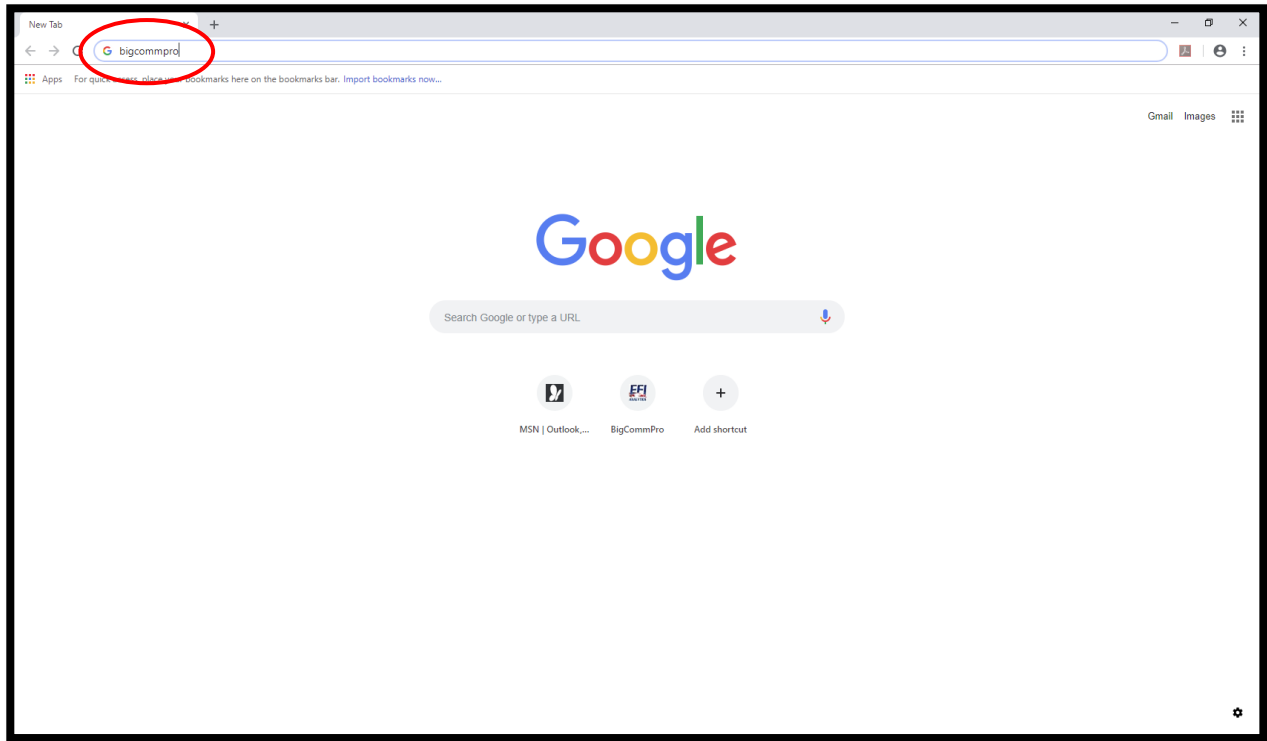 New Tab
bigcommpro
Apps For quick access, place your bookmarks here on the bookmarks bar. Import bookmarks now...
Gmail Images
Google
Search Google or type a URL
EFI
MSN | Outlook,... BigCommPro Add shortcut